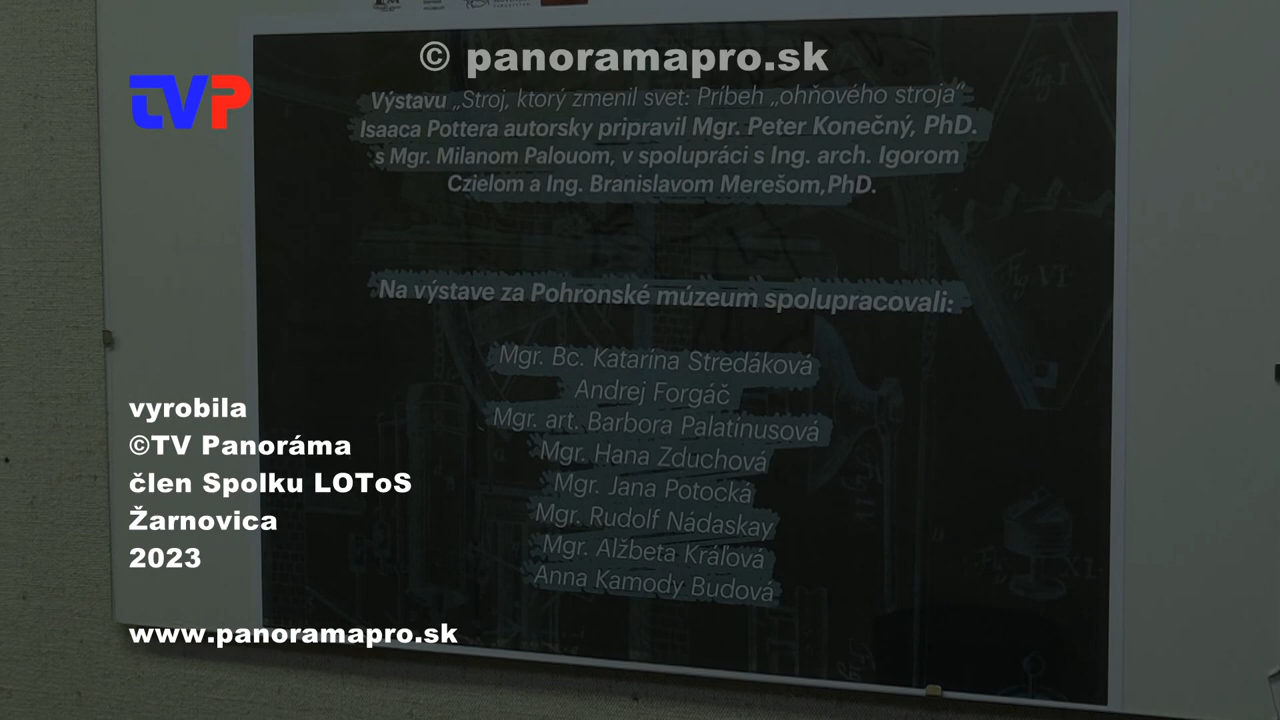 © panoramapro.sk
TVP
Výstavu „Stroj, ktorý zmenil svet: Príbeh „ohňového stroja“
Isaaca Pottera autorsky pripravil Mgr. Peter Konečný, PhD.
s Mgr. Milanom Palouom, v spolupráci s Ing. arch. Igorom
Czielom a Ing. Branislavom Merešom,PhD.
Na výstave za Pohronské múzeum spolupracovali:
Mgr. Bc. Katarína Stredáková
Andrej Forgáč
Mgr. art. Barbora Palatínusová
Mgr. Hana Zduchová
Mgr. Jana Potocká
Mgr. Rudolf Nádaskay
Mgr. Alžbeta Kráľová
Anna Kamody Budová
vyrobila
©TV Panoráma
člen Spolku LOToS
Žarnovica
2023
www.panoramapro.sk